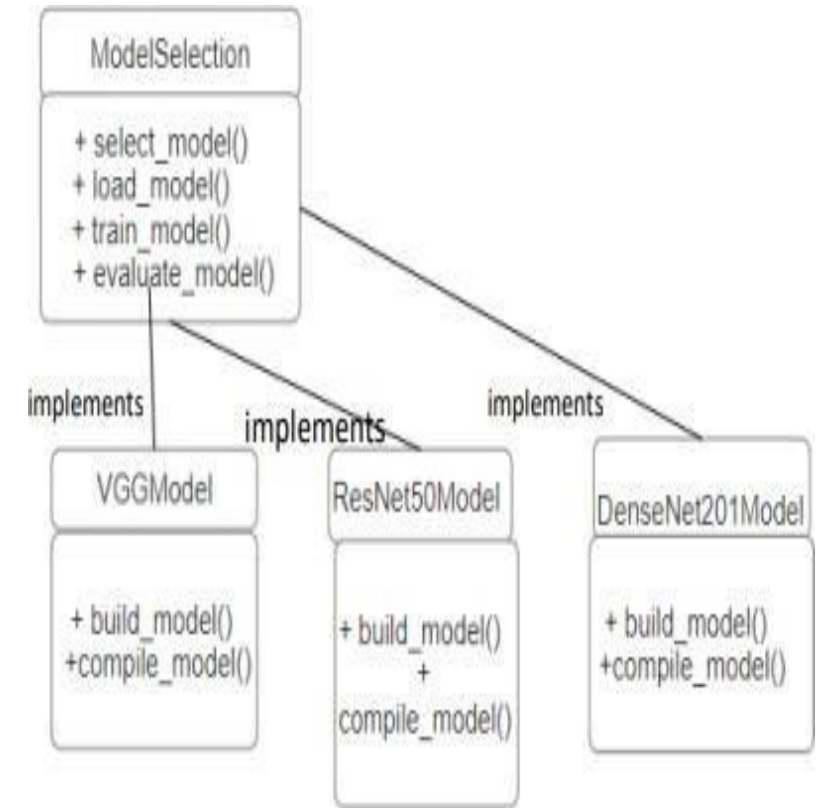 ModelSelection
+ select_model()
+ load_model()
+ train_model()
+ evaluate_model()
implements
implements
implements
VGGModel
+ build_model()
+compile_model()
ResNet50Model
+ build_model()
+
compile_model()
DenseNet201Model
+ build_model()
+compile_model()